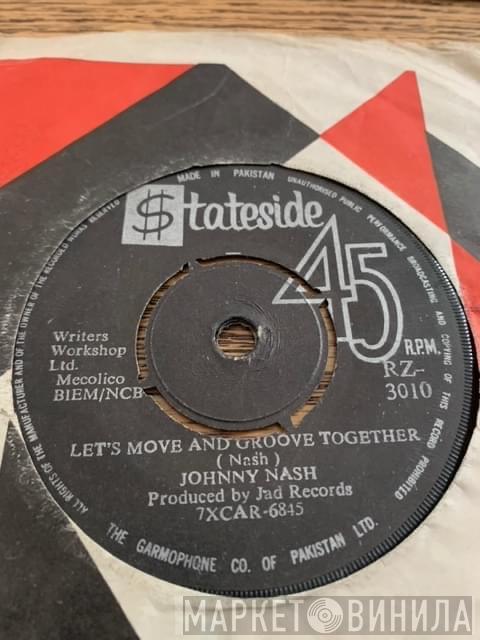 MADE IN PAKISTAN
UNAUTHORISED PUBLIC PERFORMANCE BROADCASTING AND COPYING OF THIS RECORD PROHIBITED
ALL RIGHTS OF THE MANUFACTURER AND OF THE OWNER OF THE RECORDED WORKS RESERVED
$tateside
45
R.P.M.
RZ-
3010
Writers
Workshop
Ltd.
Mecolico
BIEM/NCB
LET'S MOVE AND GROOVE TOGETHER
( Nash )
JOHNNY NASH
Produced by Jad Records
7XCAR-6845
THE GARMOPHONE CO. OF PAKISTAN LTD.
МАРКЕТ ВИНИЛА